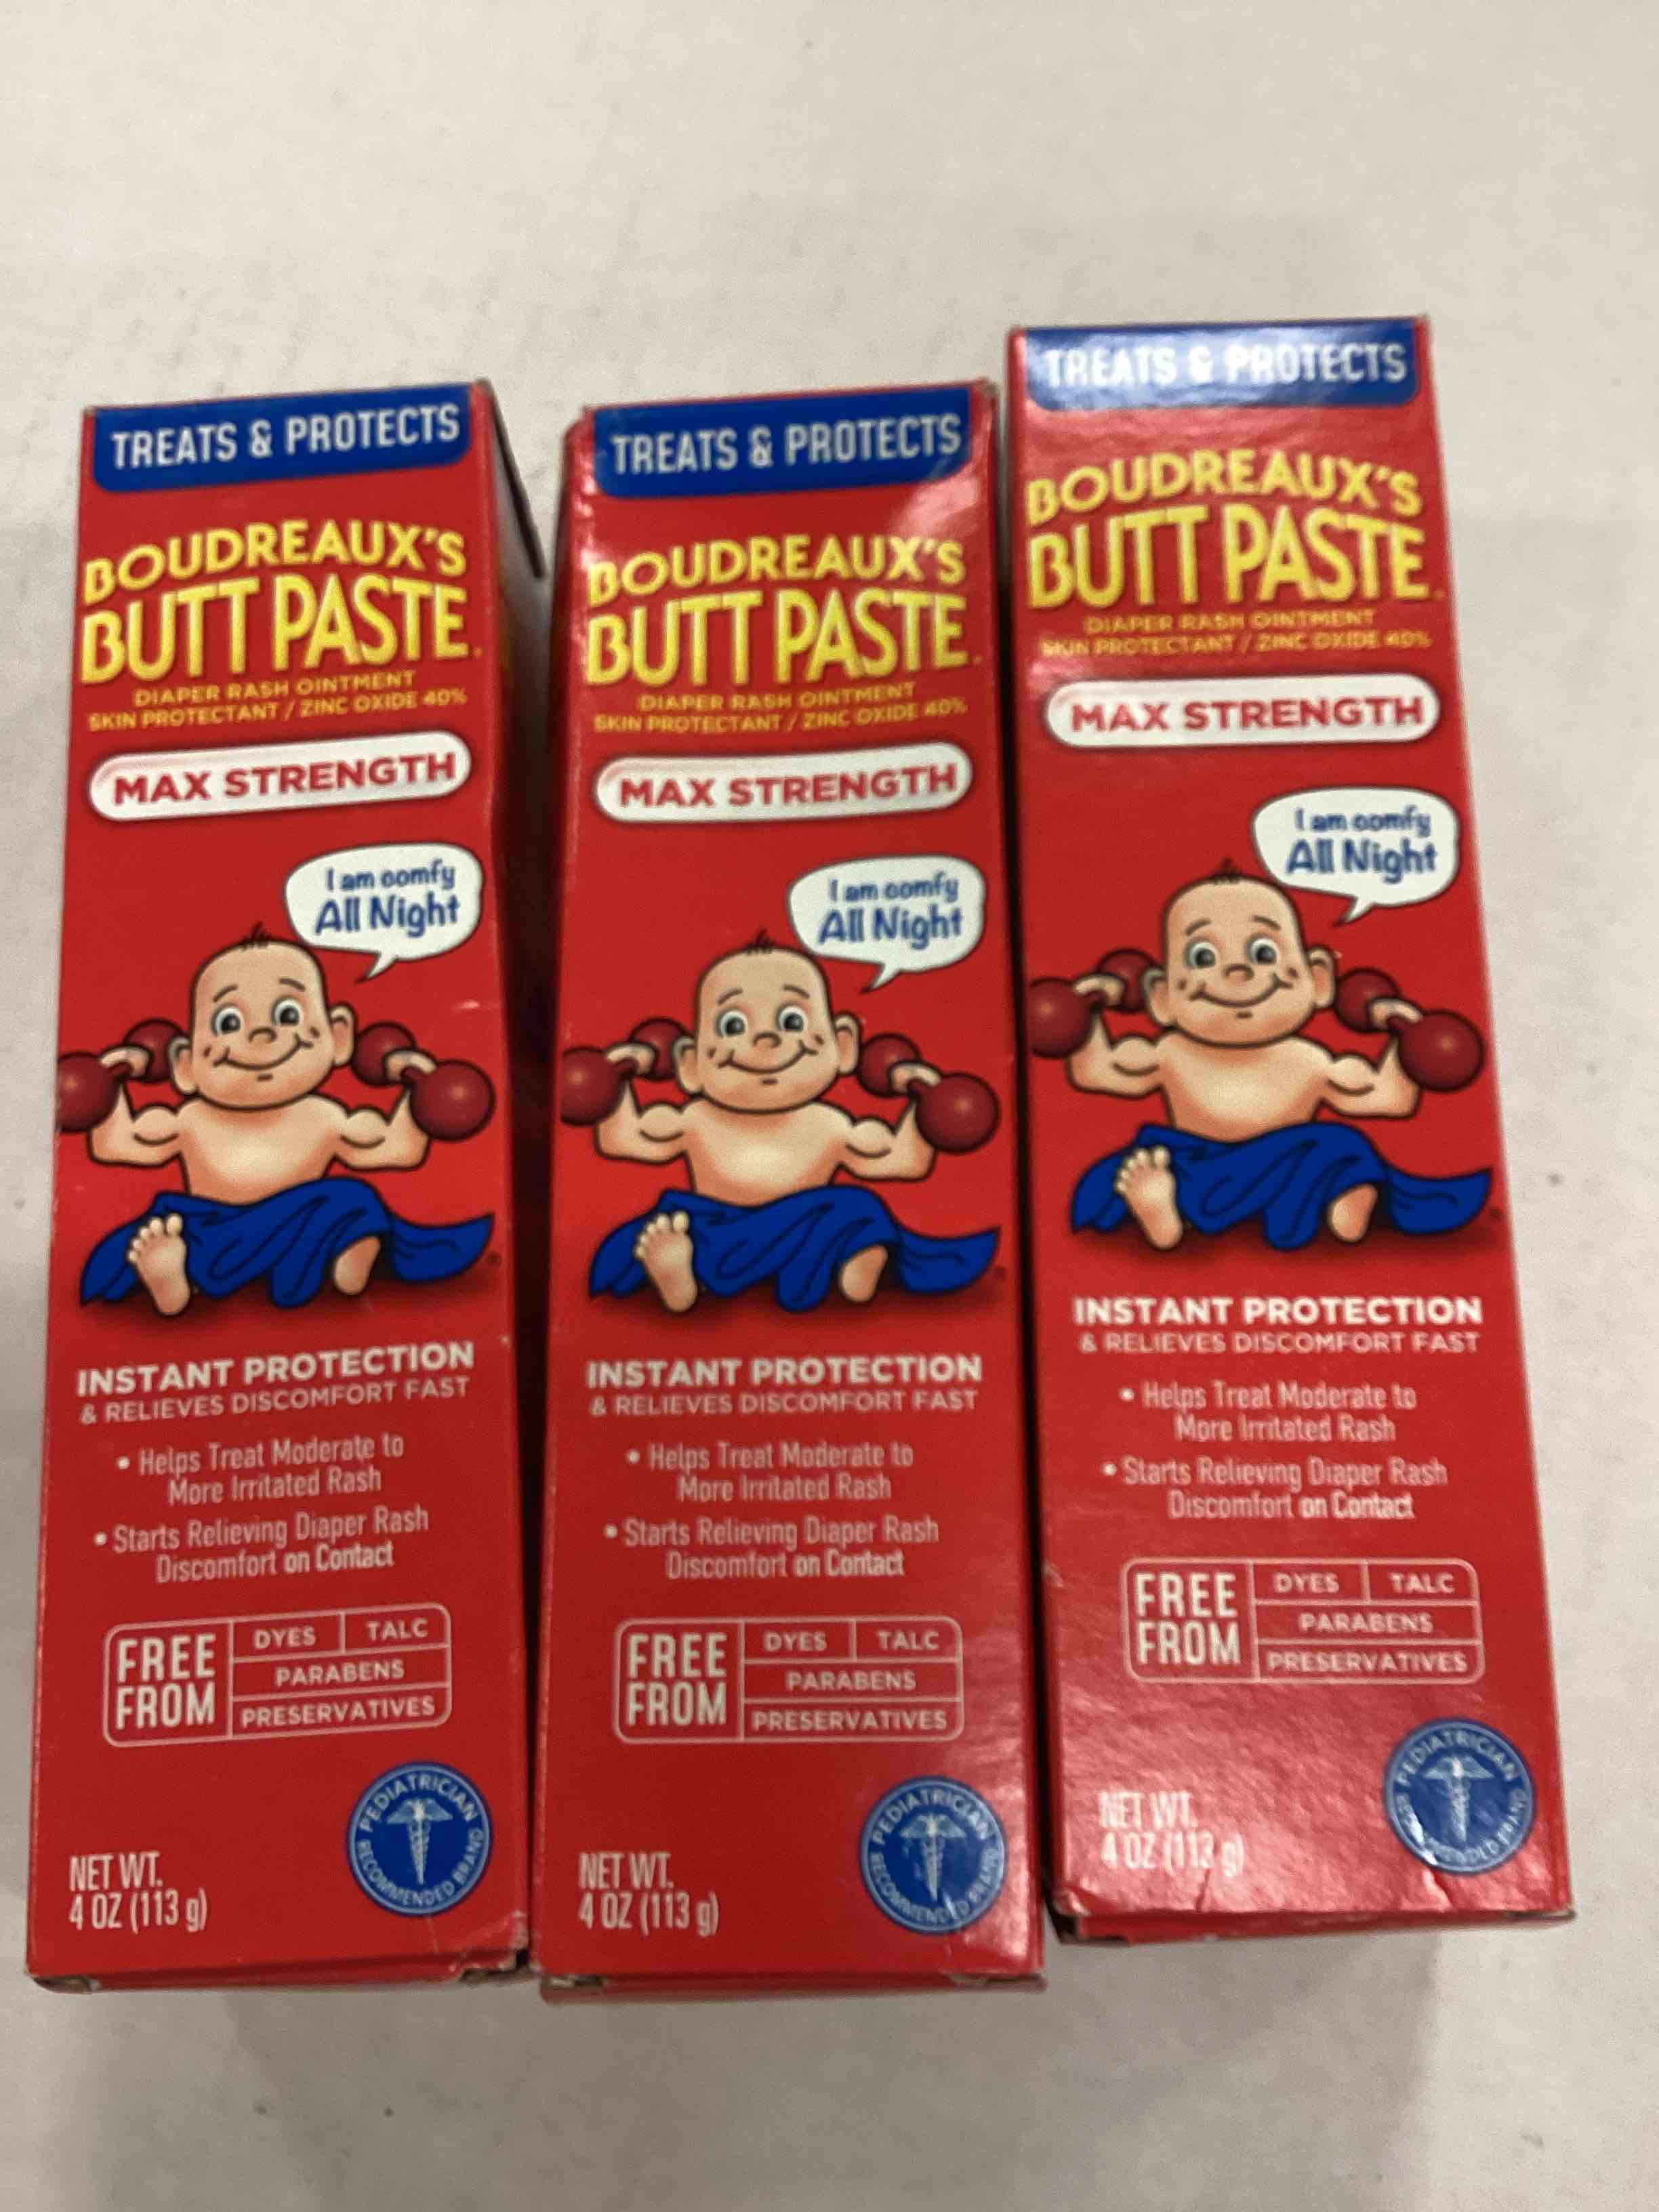 TREATS & PROTECTS
BOUDREAUX'S
BUTT PASTE
DIAPER RASH OINTMENT
SKIN PROTECTANT / ZINC OXIDE 40%
MAX STRENGTH
I am comfy
All Night
INSTANT PROTECTION
& RELIEVES DISCOMFORT FAST
• Helps Treat Moderate to
More Irritated Rash
• Starts Relieving Diaper Rash
Discomfort on Contact
FREE
FROM
DYES TALC
PARABENS
PRESERVATIVES
NET WT.
4 OZ (113 g)
PEDIATRICIAN
RECOMMENDED BRAND
TREATS & PROTECTS
BOUDREAUX'S
BUTT PASTE
DIAPER RASH OINTMENT
SKIN PROTECTANT / ZINC OXIDE 40%
MAX STRENGTH
I am comfy
All Night
INSTANT PROTECTION
& RELIEVES DISCOMFORT FAST
• Helps Treat Moderate to
More Irritated Rash
• Starts Relieving Diaper Rash
Discomfort on Contact
FREE
FROM
DYES TALC
PARABENS
PRESERVATIVES
NET WT.
4 OZ (113 g)
PEDIATRICIAN
RECOMMENDED BRAND
TREATS & PROTECTS
BOUDREAUX'S
BUTT PASTE
DIAPER RASH OINTMENT
SKIN PROTECTANT / ZINC OXIDE 40%
MAX STRENGTH
I am comfy
All Night
INSTANT PROTECTION
& RELIEVES DISCOMFORT FAST
• Helps Treat Moderate to
More Irritated Rash
• Starts Relieving Diaper Rash
Discomfort on Contact
FREE
FROM
DYES TALC
PARABENS
PRESERVATIVES
NET WT.
4 OZ (113 g)
PEDIATRICIAN
RECOMMENDED BRAND